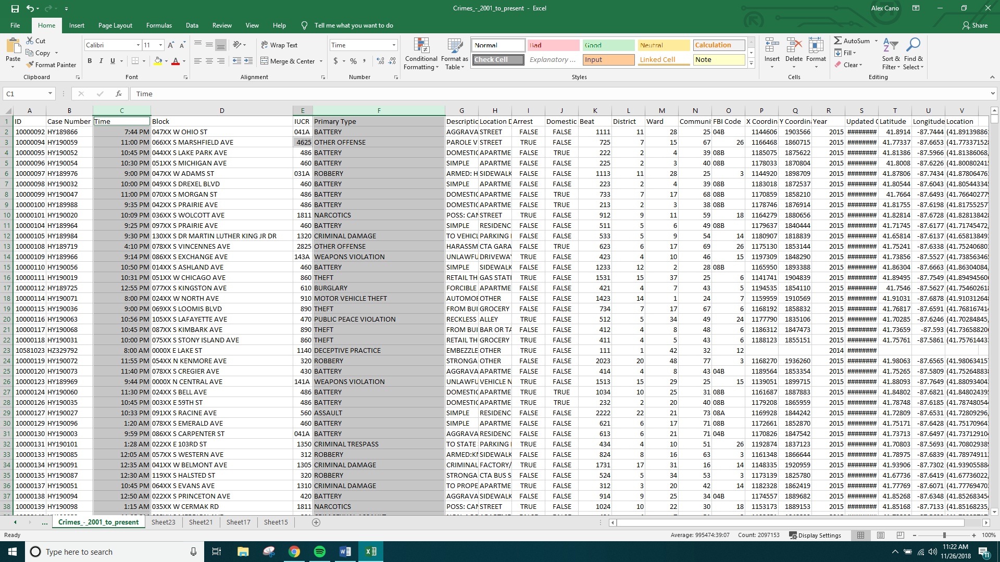 Crimes_-_2001_to_present - Excel
Alex Cano
File Home Insert Page Layout Formulas Data Review View Help Tell me what you want to do Share
Paste Cut Copy Format Painter Clipboard
Calibri 11 B I U Font
Wrap Text Merge & Center Alignment
Time $ % Number
Conditional Formatting Format as Table
Normal Bad Good Neutral Calculation
Check Cell Explanatory ... Input Linked Cell Note
Styles
Insert Delete Format Cells
AutoSum Fill Clear Sort & Filter Find & Select Editing
C1 fx Time
A B C D E F G H I J K L M N O P Q R S T U V
1 ID Case Number Time Block IUCR Primary Type Descriptic Location D Arrest Domestic Beat District Ward Communi FBI Code X Coordin Y Coordina Year Updated Latitude Longitude Location
2 10000092 HY189866 7:44 PM 047XX W OHIO ST 041A BATTERY AGGRAVA STREET FALSE FALSE 1111 11 28 25 04B 1144606 1903566 2015 ######## 41.8914 -87.7444 (41.891398861
3 10000094 HY190059 11:00 PM 066XX S MARSHFIELD AVE 4625 OTHER OFFENSE PAROLE V STREET TRUE FALSE 725 7 15 67 26 1166468 1860715 2015 ######## 41.77337 -87.6653 (41.773371528
4 10000095 HY190052 10:45 PM 044XX S LAKE PARK AVE 486 BATTERY DOMESTIC APARTME FALSE TRUE 222 2 4 39 08B 1185075 1875622 2015 ######## 41.81386 -87.5966 (41.81386068,
5 10000096 HY190054 10:30 PM 051XX S MICHIGAN AVE 460 BATTERY SIMPLE APARTME FALSE FALSE 225 2 3 40 08B 1178033 1870804 2015 ######## 41.8008 -87.6226 (41.800802415
6 10000097 HY189976 9:00 PM 047XX W ADAMS ST 031A ROBBERY ARMED: H SIDEWALK FALSE FALSE 1113 11 28 25 3 1144920 1898709 2015 ######## 41.87806 -87.7434 (41.878064761
7 10000098 HY190032 10:00 PM 049XX S DREXEL BLVD 460 BATTERY SIMPLE APARTME FALSE FALSE 223 2 4 39 08B 1183018 1872537 2015 ######## 41.80544 -87.6043 (41.805443345
8 10000099 HY190047 11:00 PM 070XX S MORGAN ST 486 BATTERY DOMESTIC APARTME FALSE FALSE 733 7 17 68 08B 1170859 1858210 2015 ######## 41.7664 -87.6493 (41.766402779
9 10000100 HY189988 9:35 PM 042XX S PRAIRIE AVE 486 BATTERY DOMESTIC APARTME FALSE TRUE 213 2 3 38 08B 1178746 1876914 2015 ######## 41.81755 -87.6198 (41.817552577
10 10000101 HY190020 10:09 PM 036XX S WOLCOTT AVE 1811 NARCOTICS POSS: CAN STREET TRUE FALSE 912 9 11 59 18 1164279 1880656 2015 ######## 41.82814 -87.6728 (41.828138428
11 10000104 HY189964 9:25 PM 097XX S PRAIRIE AVE 460 BATTERY SIMPLE RESIDENC FALSE FALSE 511 5 6 49 08B 1179637 1840444 2015 ######## 41.71745 -87.6177 (41.71745472,
12 10000105 HY189984 9:30 PM 130XX S DR MARTIN LUTHER KING JR DR 1320 CRIMINAL DAMAGE TO VEHICL PARKING FALSE FALSE 533 5 9 54 14 1180907 1818839 2015 ######## 41.65814 -87.6137 (41.658138493
13 10000108 HY189719 4:10 PM 078XX S VINCENNES AVE 2825 OTHER OFFENSE HARASSM CTA GARA FALSE TRUE 623 6 17 69 26 1175130 1853144 2015 ######## 41.75241 -87.6338 (41.752406801
14 10000109 HY189966 9:14 PM 086XX S EXCHANGE AVE 143A WEAPONS VIOLATION UNLAWFU DRIVEWAY TRUE FALSE 423 4 10 46 15 1197309 1848290 2015 ######## 41.73856 -87.5527 (41.738563465
15 10000110 HY190056 10:50 PM 014XX S ASHLAND AVE 460 BATTERY SIMPLE SIDEWALK FALSE FALSE 1233 12 2 28 08B 1165950 1893388 2015 ######## 41.86304 -87.6663 (41.86304084,
16 10000111 HY190019 10:31 PM 051XX W CHICAGO AVE 860 THEFT RETAIL TH GAS STATI TRUE FALSE 1531 15 37 25 6 1141741 1904839 2015 ######## 41.89495 -87.7549 (41.894945606
17 10000112 HY189725 12:55 PM 077XX S KINGSTON AVE 610 BURGLARY FORCIBLE APARTME FALSE FALSE 421 4 7 43 5 1194535 1854110 2015 ######## 41.7546 -87.5627 (41.754602618
18 10000114 HY190071 8:00 PM 024XX W NORTH AVE 910 MOTOR VEHICLE THEFT AUTOMOB OTHER FALSE FALSE 1423 14 1 24 7 1159959 1910569 2015 ######## 41.91031 -87.6878 (41.910312648
19 10000115 HY190036 9:00 PM 069XX S LOOMIS BLVD 890 THEFT FROM BUI GROCERY FALSE FALSE 734 7 17 67 6 1168192 1858832 2015 ######## 41.76817 -87.6591 (41.768167414
20 10000116 HY190063 10:56 PM 105XX S LAFAYETTE AVE 470 PUBLIC PEACE VIOLATION RECKLESS ALLEY TRUE FALSE 512 5 34 49 24 1177790 1835106 2015 ######## 41.70285 -87.6246 (41.70284845,
21 10000117 HY190068 10:45 PM 087XX S KIMBARK AVE 890 THEFT FROM BUI BAR OR TA FALSE FALSE 412 4 8 48 6 1186312 1847473 2015 ######## 41.73659 -87.593 (41.736588206
22 10000118 HY190031 10:00 PM 075XX S STONY ISLAND AVE 860 THEFT RETAIL TH GROCERY TRUE FALSE 411 4 5 43 6 1188123 1855151 2015 ######## 41.75761 -87.5861 (41.757614433
23 10581023 HZ329792 8:00 AM 0000X E LAKE ST 1140 DECEPTIVE PRACTICE EMBEZZLE OTHER TRUE FALSE 111 1 42 32 12 2014 ########
24 10000119 HY190072 11:55 PM 054XX N KENMORE AVE 320 ROBBERY STRONGA OTHER FALSE FALSE 2023 20 48 77 3 1168270 1936260 2015 ######## 41.98063 -87.6565 (41.980634157
25 10000120 HY190073 11:40 PM 078XX S CREGIER AVE 430 BATTERY AGGRAVA APARTME FALSE FALSE 414 4 8 43 04B 1189564 1853354 2015 ######## 41.75265 -87.5809 (41.752648838
26 10000123 HY189969 9:44 PM 0000X N CENTRAL AVE 141A WEAPONS VIOLATION UNLAWFU VEHICLE N TRUE FALSE 1513 15 29 25 15 1139051 1899715 2015 ######## 41.88093 -87.7649 (41.880934043
27 10000124 HY190060 11:30 PM 024XX S BELL AVE 486 BATTERY DOMESTIC APARTME TRUE TRUE 1034 10 25 31 08B 1161687 1887883 2015 ######## 41.84802 -87.6821 (41.848024395
28 10000126 HY190035 10:45 PM 003XX E 59TH ST 486 BATTERY DOMESTIC APARTME TRUE TRUE 232 2 20 40 08B 1179208 1865959 2015 ######## 41.78748 -87.6185 (41.787480544
29 10000127 HY190027 10:33 PM 091XX S RACINE AVE 560 ASSAULT SIMPLE RESIDENC FALSE FALSE 2222 22 21 73 08A 1169928 1844242 2015 ######## 41.72809 -87.6531 (41.72809296,
30 10000129 HY190096 1:20 AM 078XX S EMERALD AVE 460 BATTERY SIMPLE APARTME FALSE FALSE 621 6 17 71 08B 1172661 1852870 2015 ######## 41.75171 -87.6428 (41.751709641
31 10000130 HY190003 9:59 PM 086XX S CARPENTER ST 041A BATTERY AGGRAVA RESIDENC FALSE FALSE 613 6 21 71 04B 1170826 1847542 2015 ######## 41.73713 -87.6497 (41.737129104
32 10000131 HY190101 1:28 AM 022XX E 103RD ST 1350 CRIMINAL TRESPASS TO STATE PARKING TRUE FALSE 434 4 10 51 26 1192874 1837123 2015 ######## 41.70803 -87.5693 (41.708029389
33 10000133 HY190085 12:05 AM 057XX S WESTERN AVE 312 ROBBERY ARMED:KN SIDEWALK FALSE FALSE 824 8 16 63 3 1161348 1866644 2015 ######## 41.78975 -87.6839 (41.789749112
34 10000134 HY190091 12:35 AM 041XX W BELMONT AVE 1305 CRIMINAL DAMAGE CRIMINAL FACTORY/ TRUE FALSE 1731 17 31 16 14 1148335 1920959 2015 ######## 41.93906 -87.7302 (41.939055884
35 10000135 HY190087 12:30 AM 119XX S HALSTED ST 320 ROBBERY STRONGA CTA BUS S FALSE FALSE 524 5 34 53 3 1173139 1825780 2015 ######## 41.67736 -87.6419 (41.67736022,
36 10000137 HY190051 10:45 PM 064XX S EVANS AVE 1310 CRIMINAL DAMAGE TO PROPE APARTME TRUE FALSE 312 3 20 42 14 1182328 1862419 2015 ######## 41.77769 -87.6071 (41.777694703
37 10000138 HY190094 12:50 AM 022XX S PRINCETON AVE 420 BATTERY AGGRAVA SIDEWALK FALSE FALSE 914 9 25 34 04B 1174557 1889682 2015 ######## 41.85268 -87.6348 (41.852683454
38 10000139 HY190098 1:15 AM 035XX W CERMAK RD 1811 NARCOTICS POSS: CAN STREET TRUE FALSE 1024 10 22 30 18 1153173 1889153 2015 ######## 41.85168 -87.7133 (41.85168235,
... Crimes_-_2001_to_present Sheet23 Sheet21 Sheet17 Sheet15
Ready Average: 995474:39:07 Count: 2097153 Display Settings 100%
Type here to search
11:22 AM
11/26/2018
11